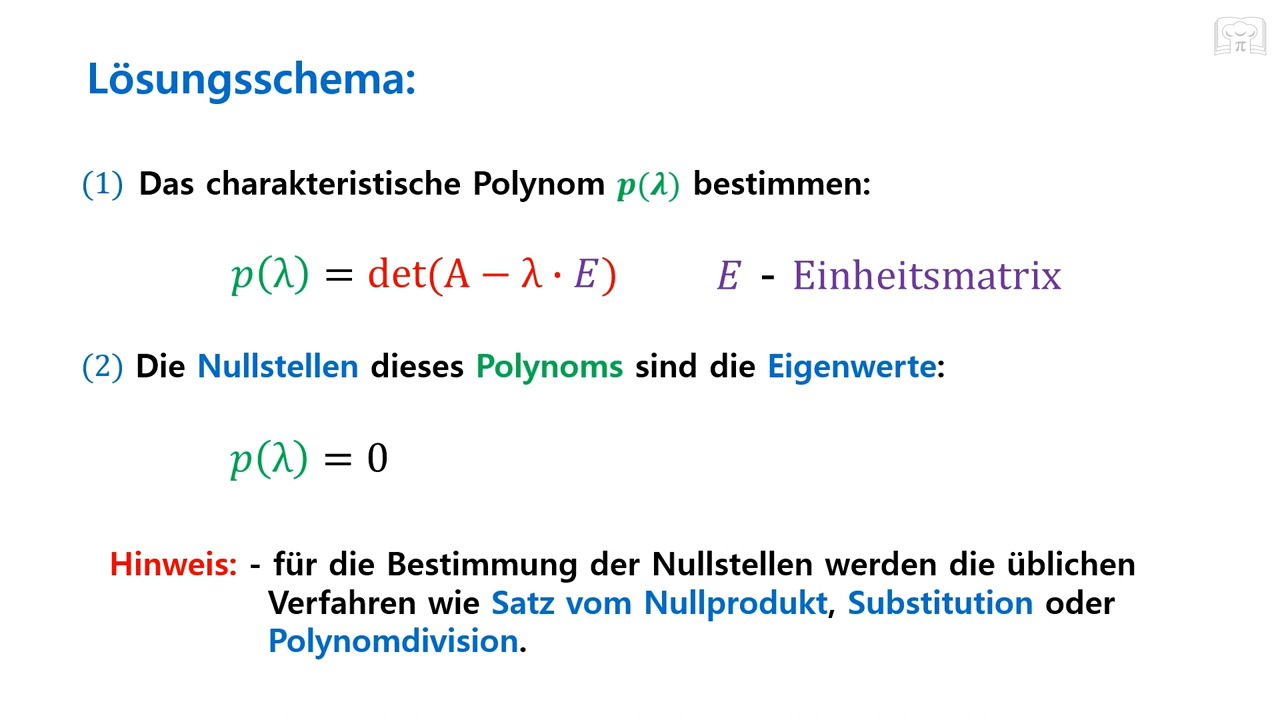 π
Lösungsschema:
(1) Das charakteristische Polynom p(λ) bestimmen:
p(λ) = det(A − λ · E) E - Einheitsmatrix
(2) Die Nullstellen dieses Polynoms sind die Eigenwerte:
p(λ) = 0
Hinweis: - für die Bestimmung der Nullstellen werden die üblichen
Verfahren wie Satz vom Nullprodukt, Substitution oder
Polynomdivision.